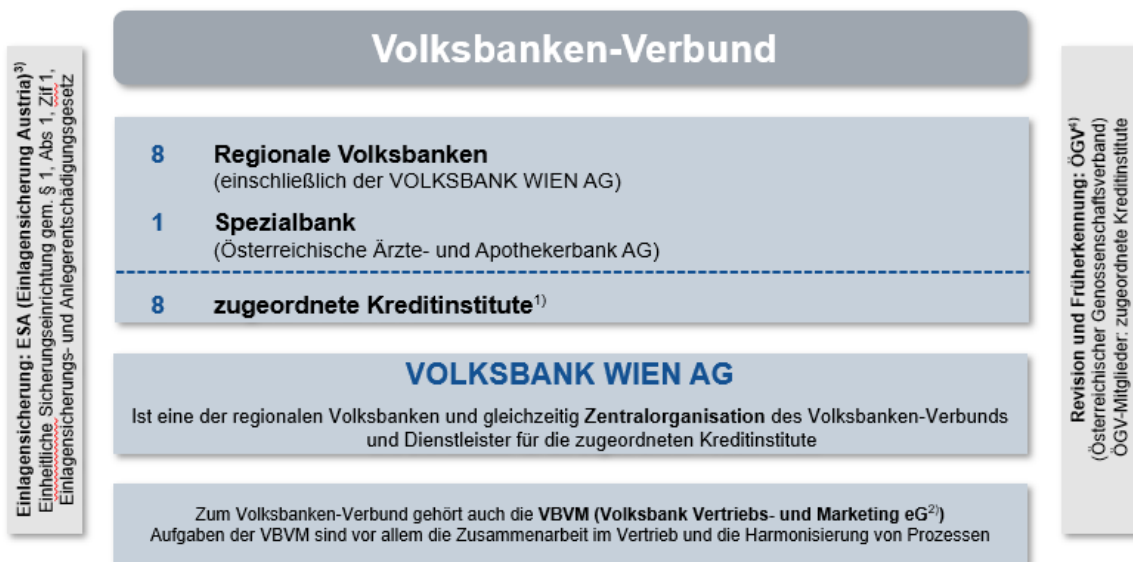 Volksbanken-Verbund
Einlagensicherung: ESA (Einlagensicherung Austria)3)
Einheitliche Sicherungseinrichtung gem. § 1, Abs 1, Zif 1,
Einlagensicherungs- und Anlegerentschädigungsgesetz
8 Regionale Volksbanken
(einschließlich der VOLKSBANK WIEN AG)
1 Spezialbank
(Österreichische Ärzte- und Apothekerbank AG)
8 zugeordnete Kreditinstitute1)
VOLKSBANK WIEN AG
Ist eine der regionalen Volksbanken und gleichzeitig Zentralorganisation des Volksbanken-Verbunds
und Dienstleister für die zugeordneten Kreditinstitute
Zum Volksbanken-Verbund gehört auch die VBVM (Volksbank Vertriebs- und Marketing eG2))
Aufgaben der VBVM sind vor allem die Zusammenarbeit im Vertrieb und die Harmonisierung von Prozessen
Revision und Früherkennung: ÖGV4)
(Österreichischer Genossenschaftsverband)
ÖGV-Mitglieder: zugeordnete Kreditinstitute